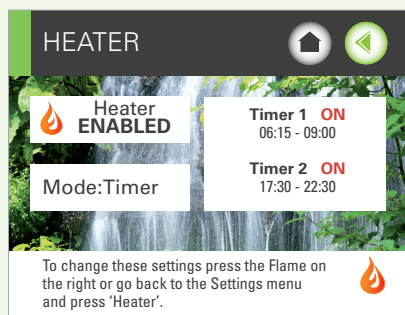 HEATER
Heater
ENABLED
Mode:Timer
Timer 1 ON
06:15 - 09:00
Timer 2 ON
17:30 - 22:30
To change these settings press the Flame on
the right or go back to the Settings menu
and press ‘Heater’.